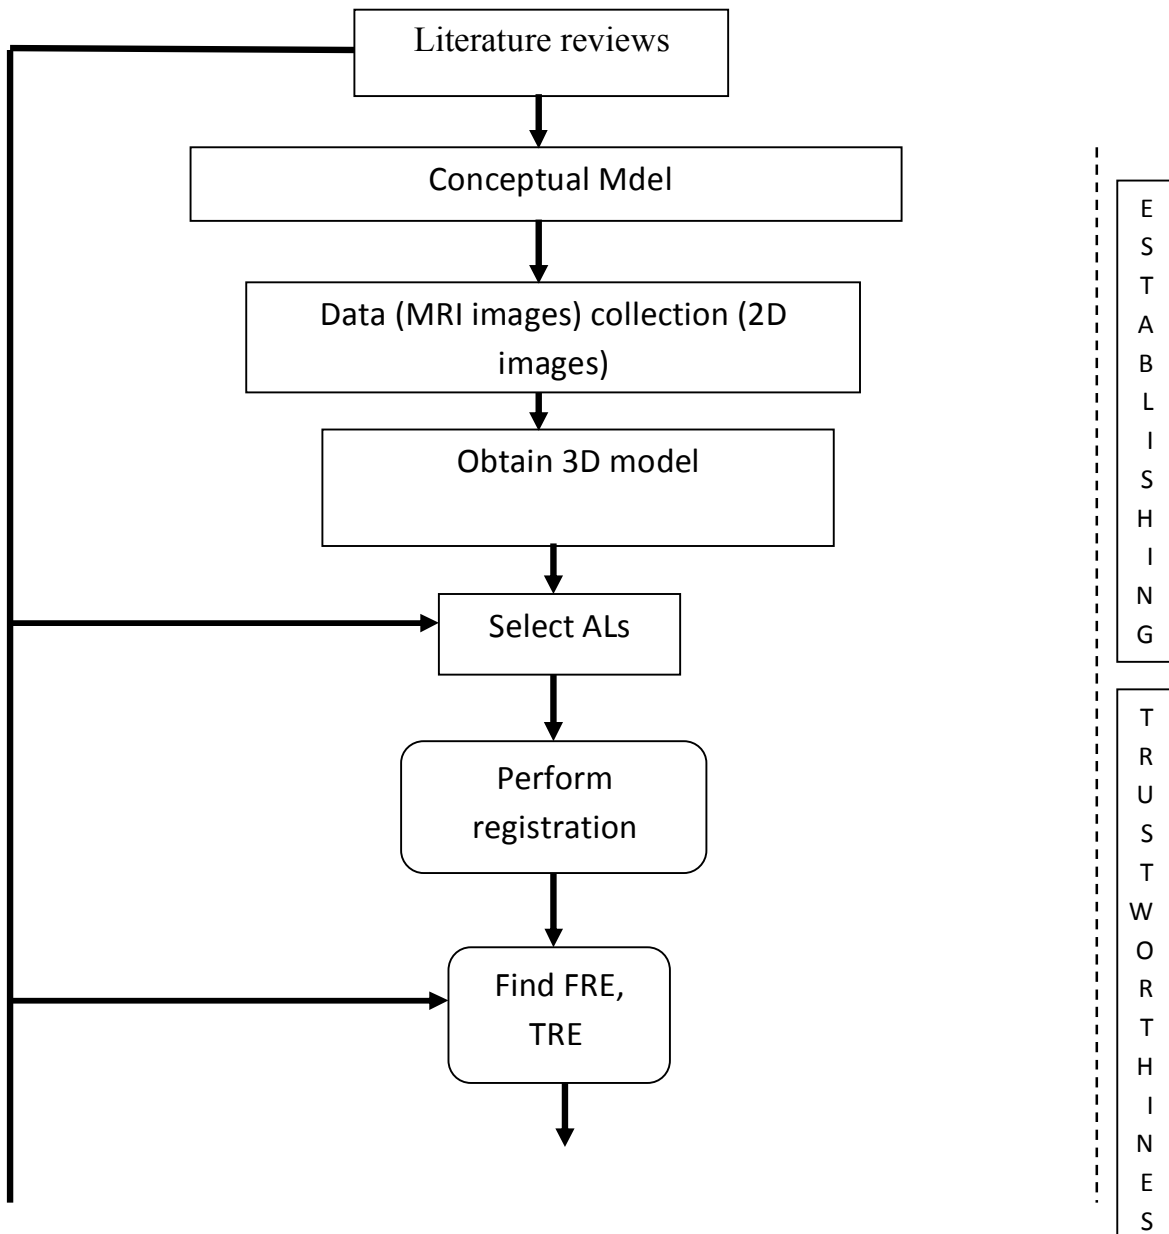 Literature reviews
Conceptual Mdel
Data (MRI images) collection (2D
images)
Obtain 3D model
Select ALs
Perform
registration
Find FRE,
TRE
E
S
T
A
B
L
I
S
H
I
N
G
T
R
U
S
T
W
O
R
T
H
I
N
E
S